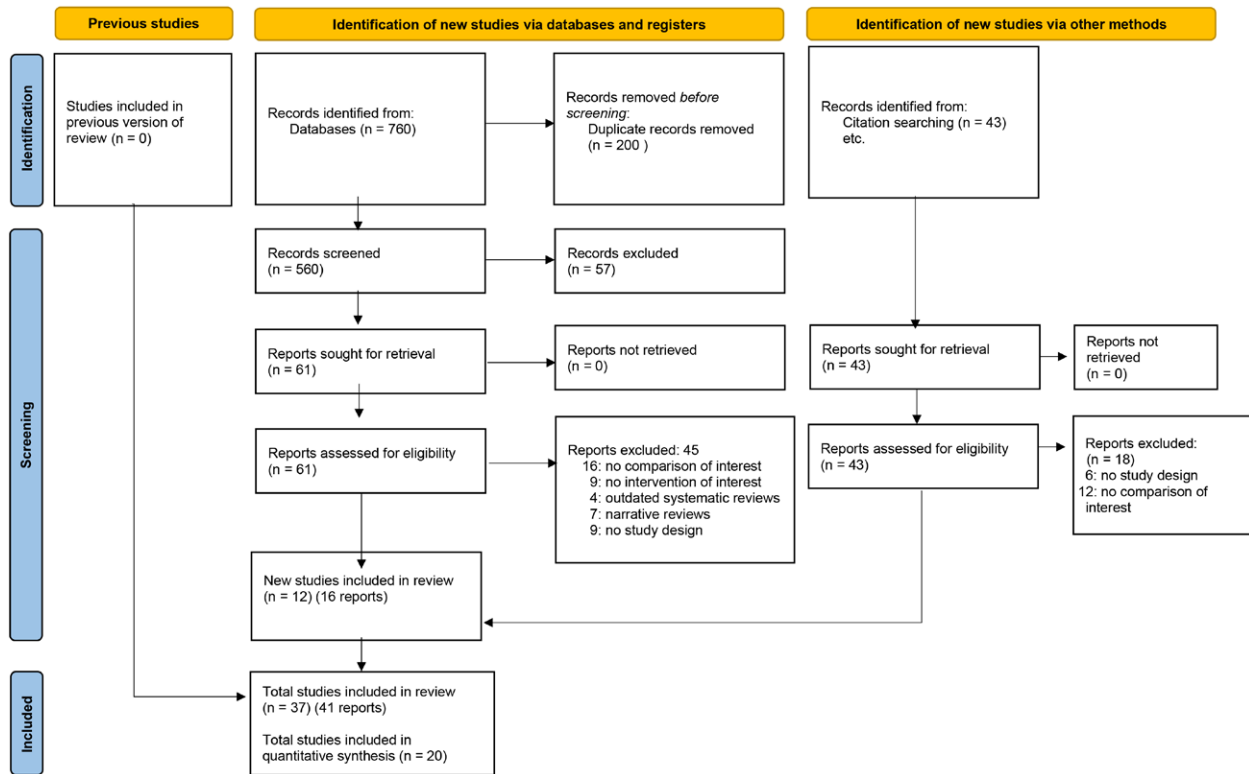 Previous studies
Identification of new studies via databases and registers
Identification of new studies via other methods
Identification
Studies included in
previous version of
review (n = 0)
Records identified from:
Databases (n = 760)
Records removed before
screening:
Duplicate records removed
(n = 200 )
Records identified from:
Citation searching (n = 43)
etc.
Screening
Records screened
(n = 560)
Records excluded
(n = 57)
Reports sought for retrieval
(n = 61)
Reports not retrieved
(n = 0)
Reports sought for retrieval
(n = 43)
Reports not
retrieved
(n = 0)
Reports assessed for eligibility
(n = 61)
Reports excluded: 45
16: no comparison of interest
9: no intervention of interest
4: outdated systematic reviews
7: narrative reviews
9: no study design
Reports assessed for eligibility
(n = 43)
Reports excluded:
(n = 18)
6: no study design
12: no comparison of
interest
New studies included in review
(n = 12) (16 reports)
Included
Total studies included in review
(n = 37) (41 reports)
Total studies included in
quantitative synthesis (n = 20)